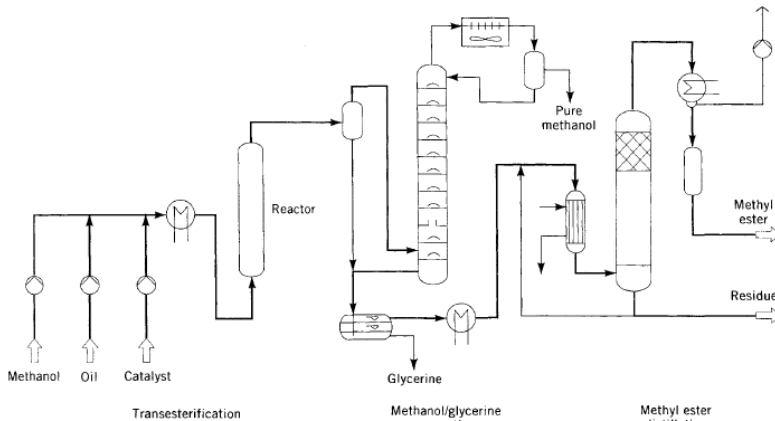 Pure
methanol
Reactor
Methyl
ester
Residue
Methanol
Oil
Catalyst
Glycerine
Transesterification
Methanol/glycerine
Methyl ester